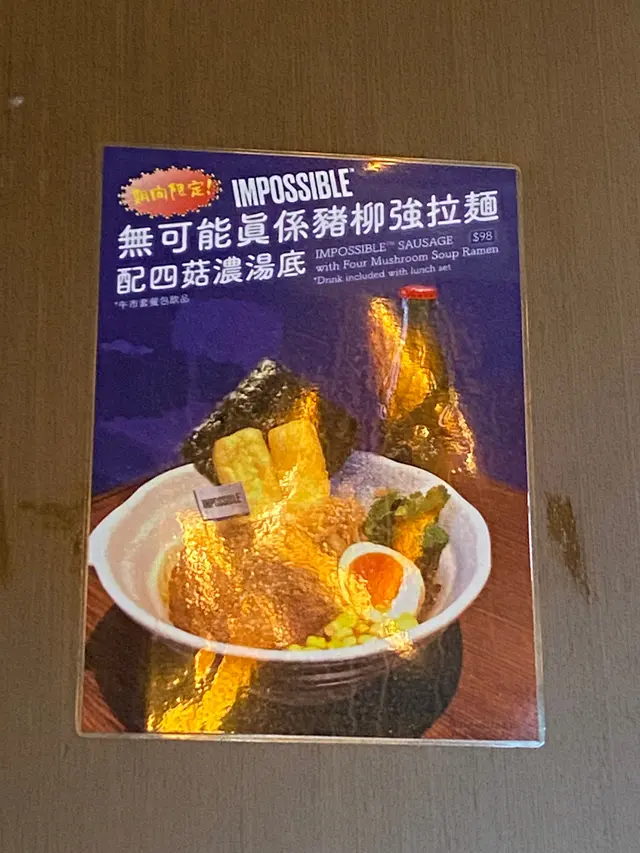 期間限定!
IMPOSSIBLE™
無可能真係豬柳強拉麵
配四菇濃湯底
IMPOSSIBLE™ SAUSAGE $98
with Four Mushroom Soup Ramen
*Drink included with lunch set
*午市套餐包飲品
IMPOSSIBLE